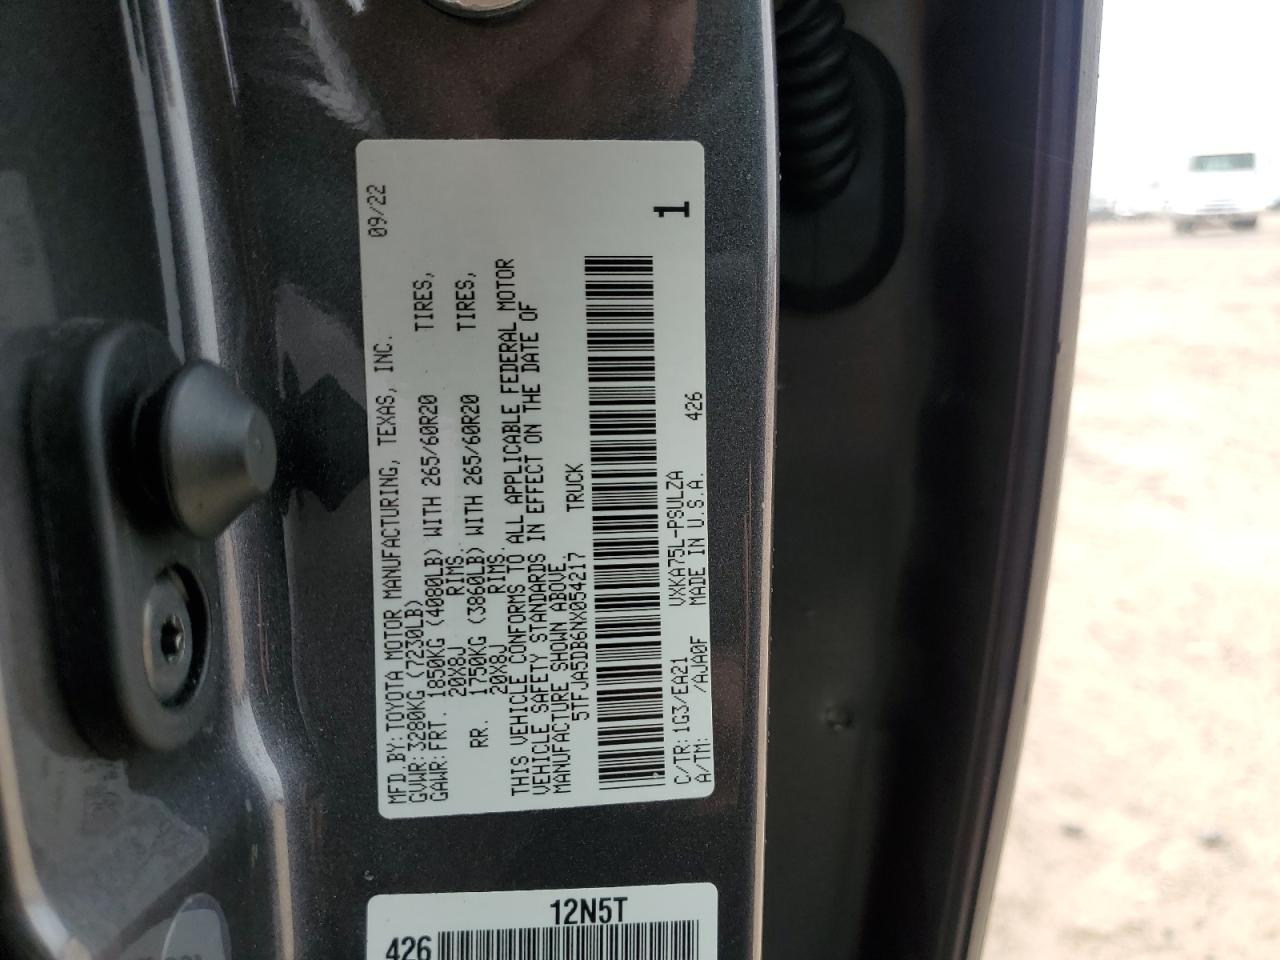 MFD.BY:TOYOTA MOTOR MANUFACTURING, TEXAS, INC. 09/22
GVWR:3280KG (7230LB)
GAWR:FRT. 1850KG (4080LB) WITH 265/60R20 TIRES,
20X8J RIMS.
RR. 1750KG (3860LB) WITH 265/60R20 TIRES,
20X8J RIMS.
THIS VEHICLE CONFORMS TO ALL APPLICABLE FEDERAL MOTOR
VEHICLE SAFETY STANDARDS IN EFFECT ON THE DATE OF
MANUFACTURE SHOWN ABOVE.
5TFJA5DB6NX054217 TRUCK
1
C/TR:1G3/EA21 VXKA75L-PSULZA 426
A/TM: /AJA0F MADE IN U.S.A.
12N5T
426